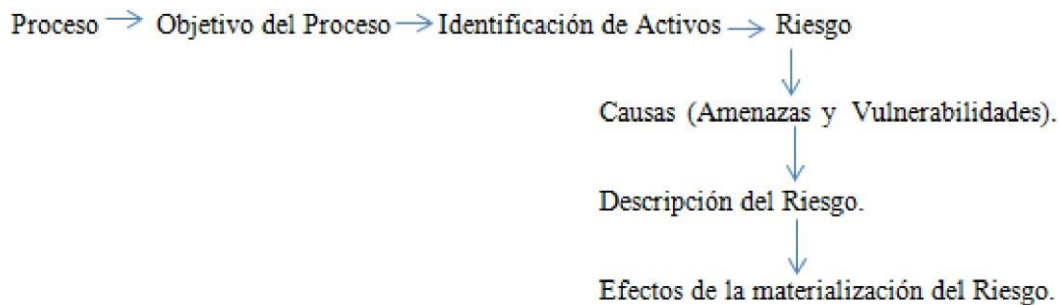 Proceso Objetivo del Proceso Identificación de Activos Riesgo
Causas (Amenazas y Vulnerabilidades).
Descripción del Riesgo.
Efectos de la materialización del Riesgo.